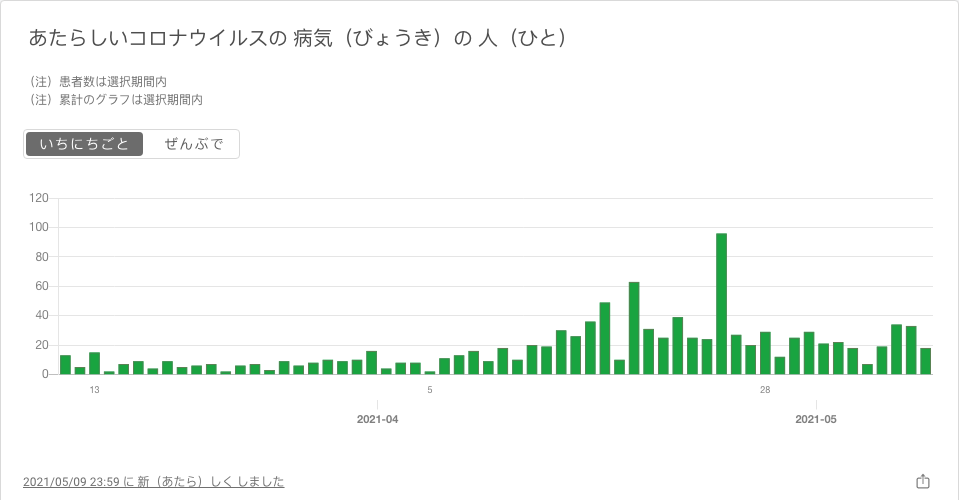 あたらしいコロナウイルスの 病気（びょうき）の 人（ひと）
（注）患者数は選択期間内
（注）累計のグラフは選択期間内
いちにちごと ぜんぶで
120
100
80
60
40
20
0
13 5 28
2021-04 2021-05
2021/05/09 23:59 に 新（あたら）しく しました